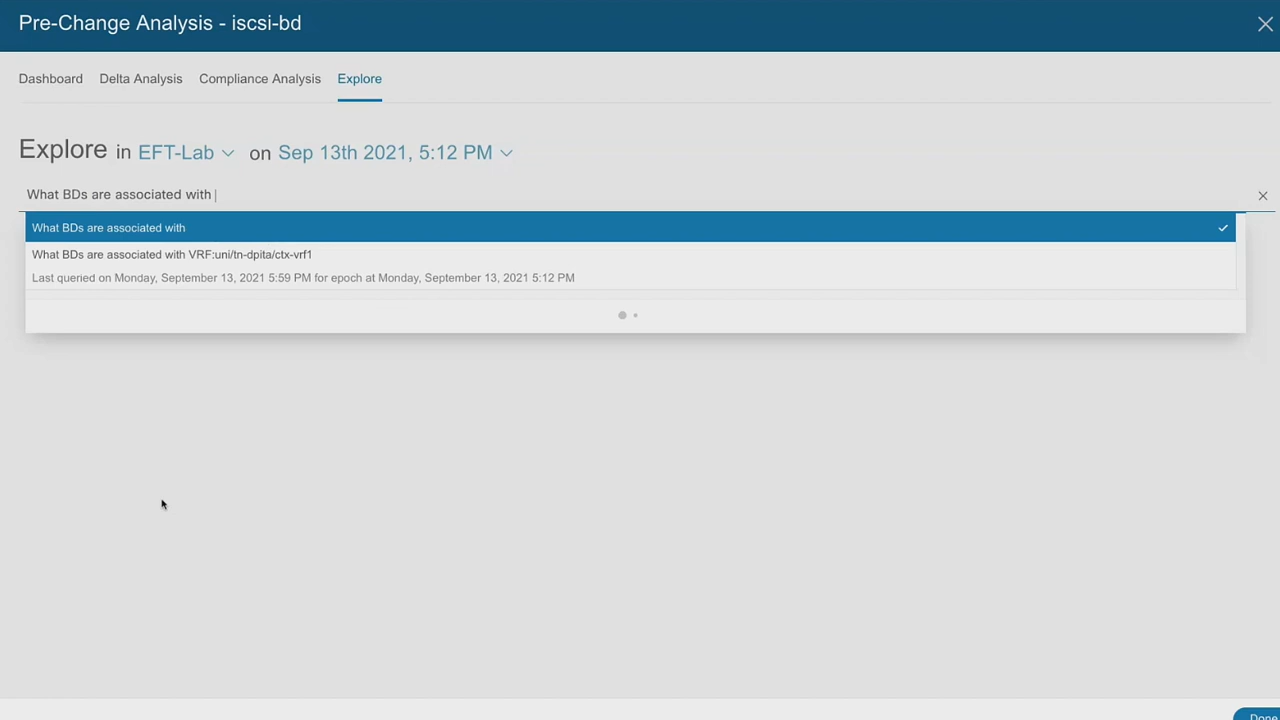 Pre-Change Analysis - iscsi-bd
Dashboard Delta Analysis Compliance Analysis Explore
Explore in EFT-Lab on Sep 13th 2021, 5:12 PM
What BDs are associated with
What BDs are associated with
What BDs are associated with VRF:uni/tn-dpita/ctx-vrf1
Last queried on Monday, September 13, 2021 5:59 PM for epoch at Monday, September 13, 2021 5:12 PM
Done